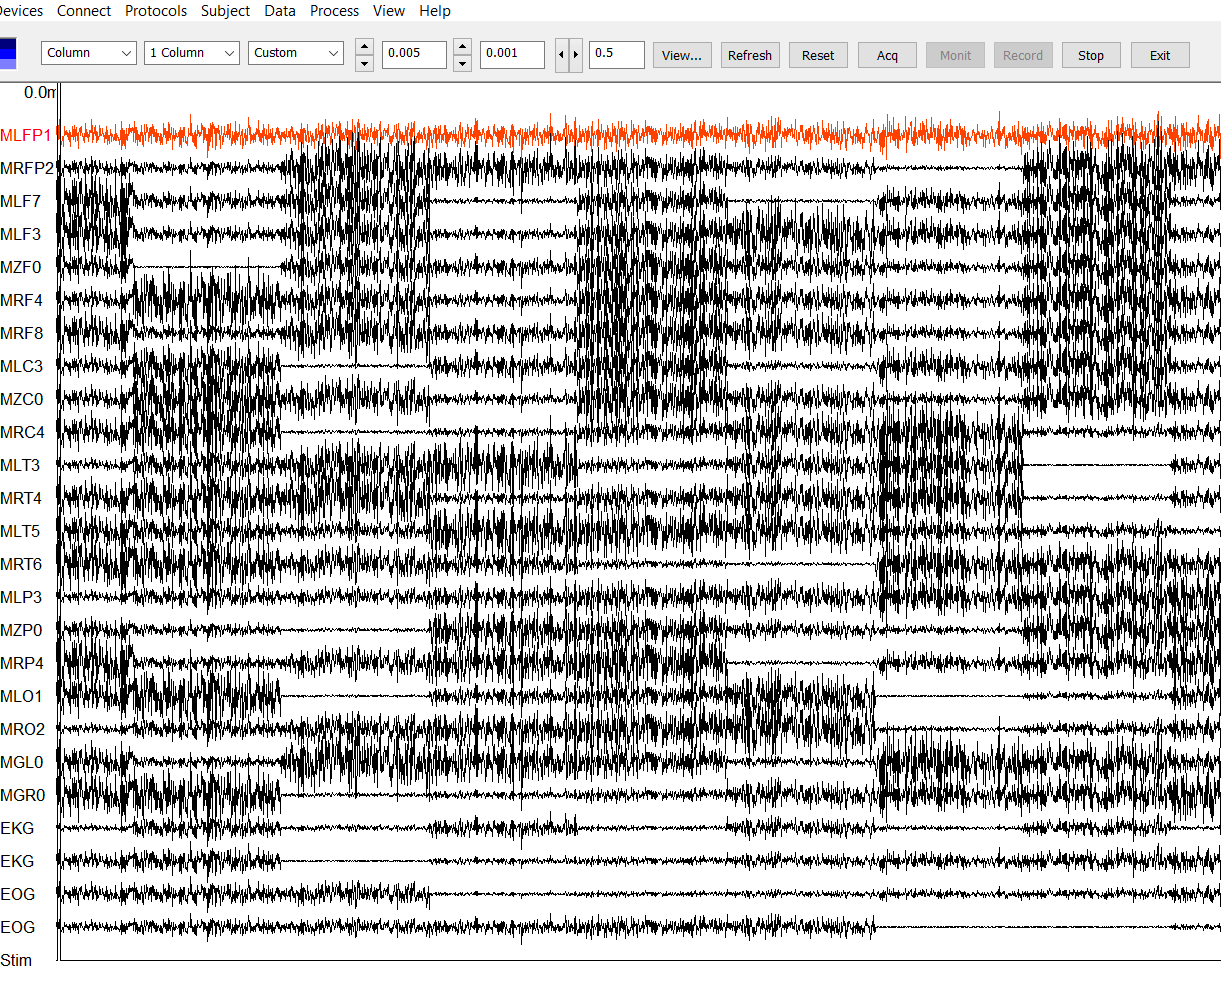 Devices Connect Protocols Subject Data Process View Help
Column 1 Column Custom 0.005 0.001 0.5 View... Refresh Reset Acq Monit Record Stop Exit
0.0m
MLFP1
MRFP2
MLF7
MLF3
MZF0
MRF4
MRF8
MLC3
MZC0
MRC4
MLT3
MRT4
MLT5
MRT6
MLP3
MZP0
MRP4
MLO1
MRO2
MGL0
MGR0
EKG
EKG
EOG
EOG
Stim